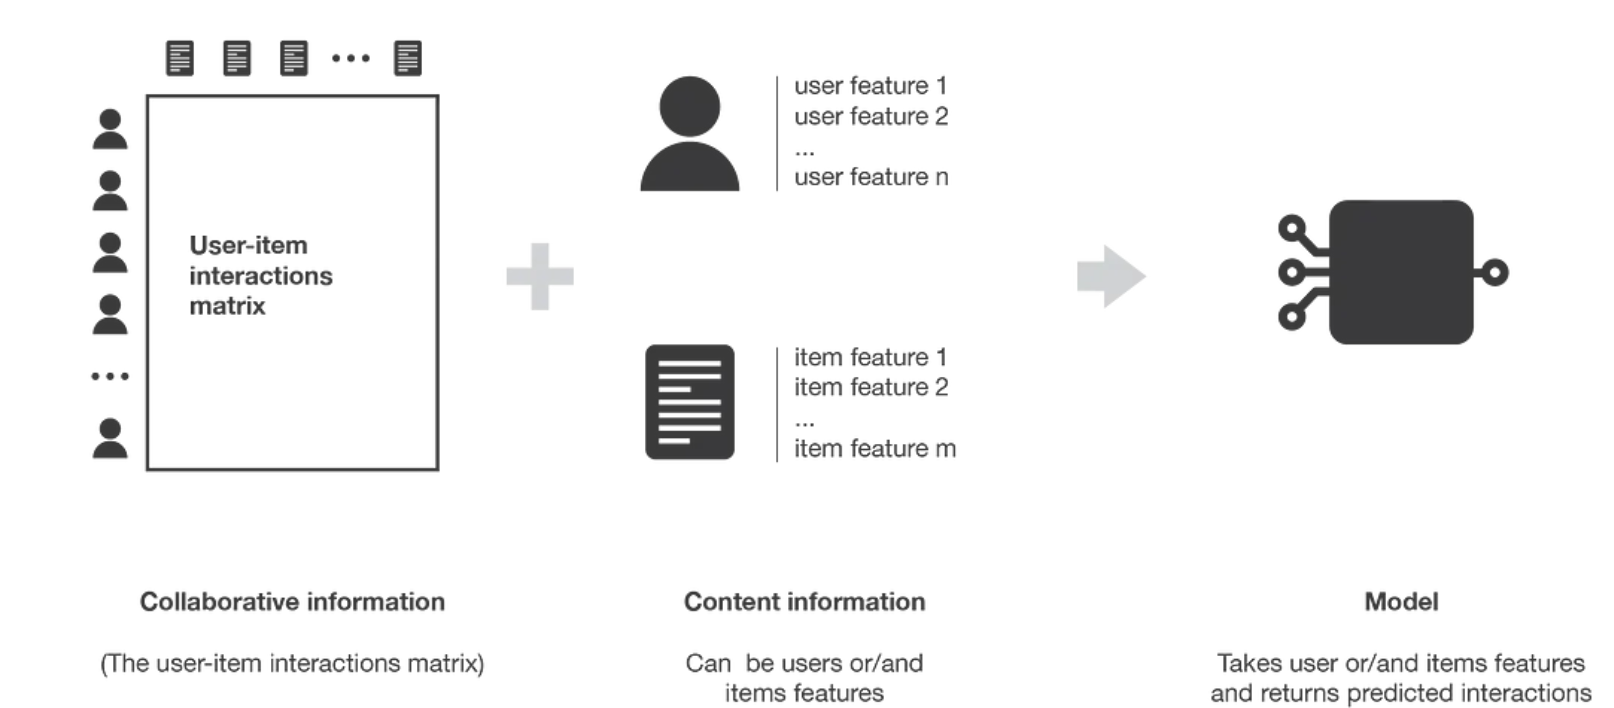 User-item
interactions
matrix
user feature 1
user feature 2
...
user feature n
item feature 1
item feature 2
...
item feature m
Collaborative information
(The user-item interactions matrix)
Content information
Can be users or/and
items features
Model
Takes user or/and items features
and returns predicted interactions